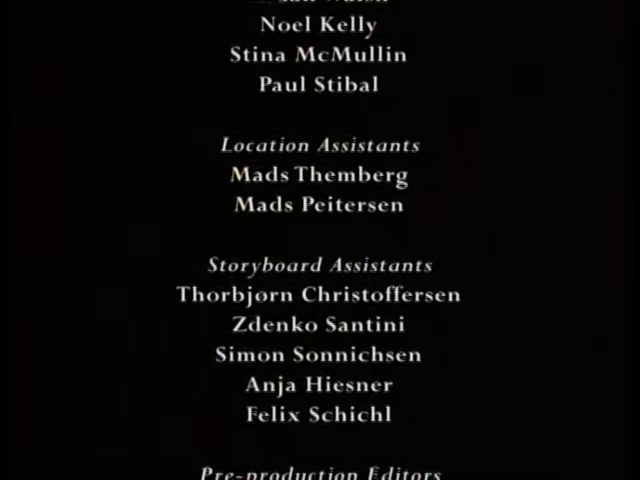 Noel Kelly
Stina McMullin
Paul Stibal
Location Assistants
Mads Themberg
Mads Peitersen
Storyboard Assistants
Thorbjørn Christoffersen
Zdenko Santini
Simon Sonnichsen
Anja Hiesner
Felix Schichl
Pre-production Editors